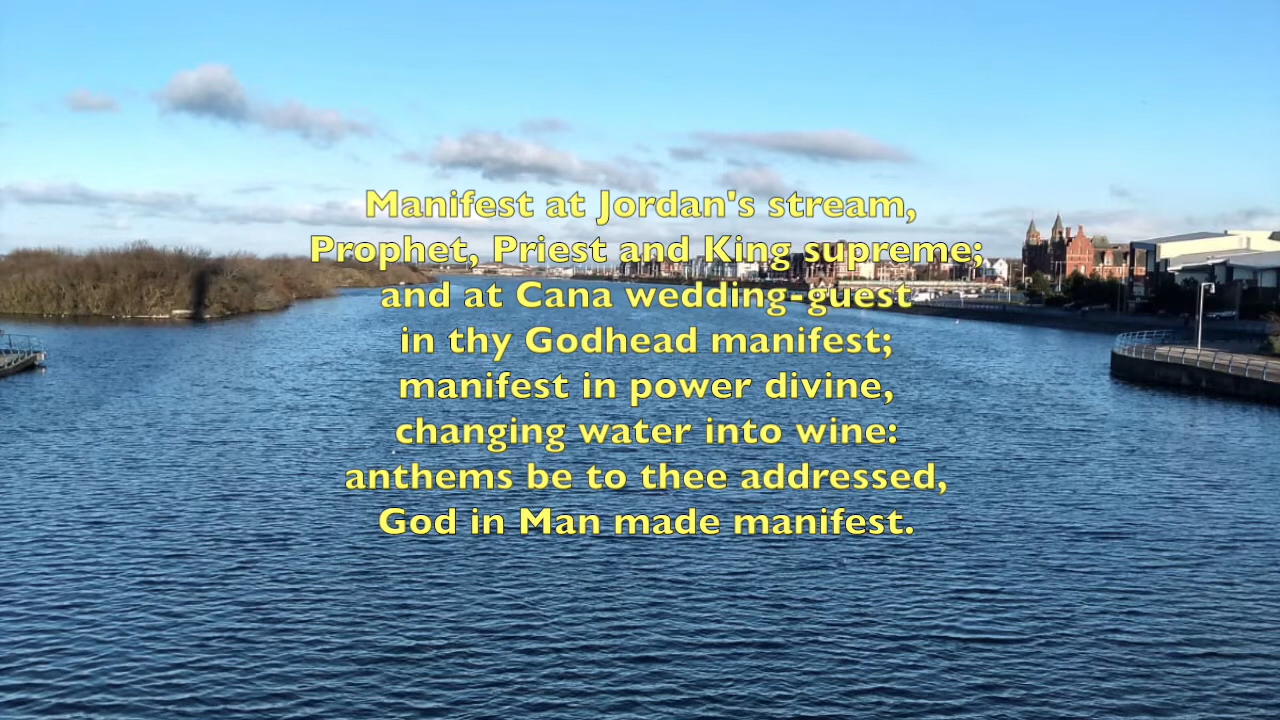 Manifest at Jordan's stream,
Prophet, Priest and King supreme;
and at Cana wedding-guest
in thy Godhead manifest;
manifest in power divine,
changing water into wine:
anthems be to thee addressed,
God in Man made manifest.